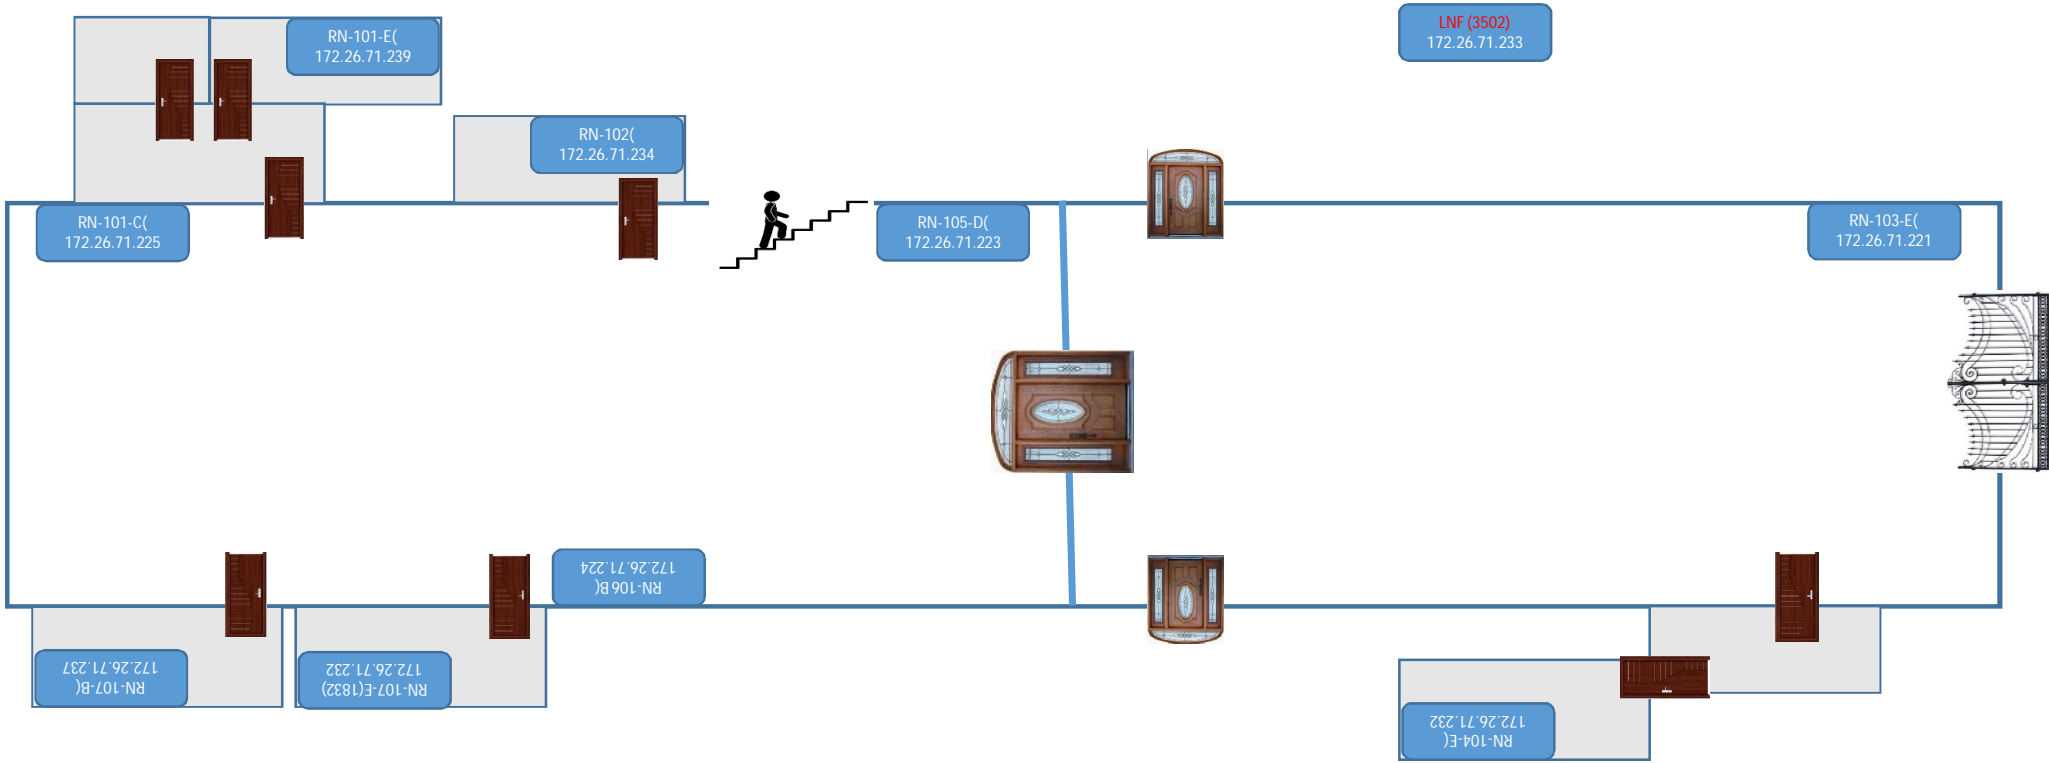 LNF (3502)
172.26.71.233
RN-101-E(
172.26.71.239
RN-102(
172.26.71.234
RN-101-C(
172.26.71.225
RN-105-D(
172.26.71.223
RN-103-E(
172.26.71.221
RN-106 B(
172.26.71.224
RN-107-B(
172.26.71.237
RN-107-E(1832)
172.26.71.232
RN-104-E(
172.26.71.232